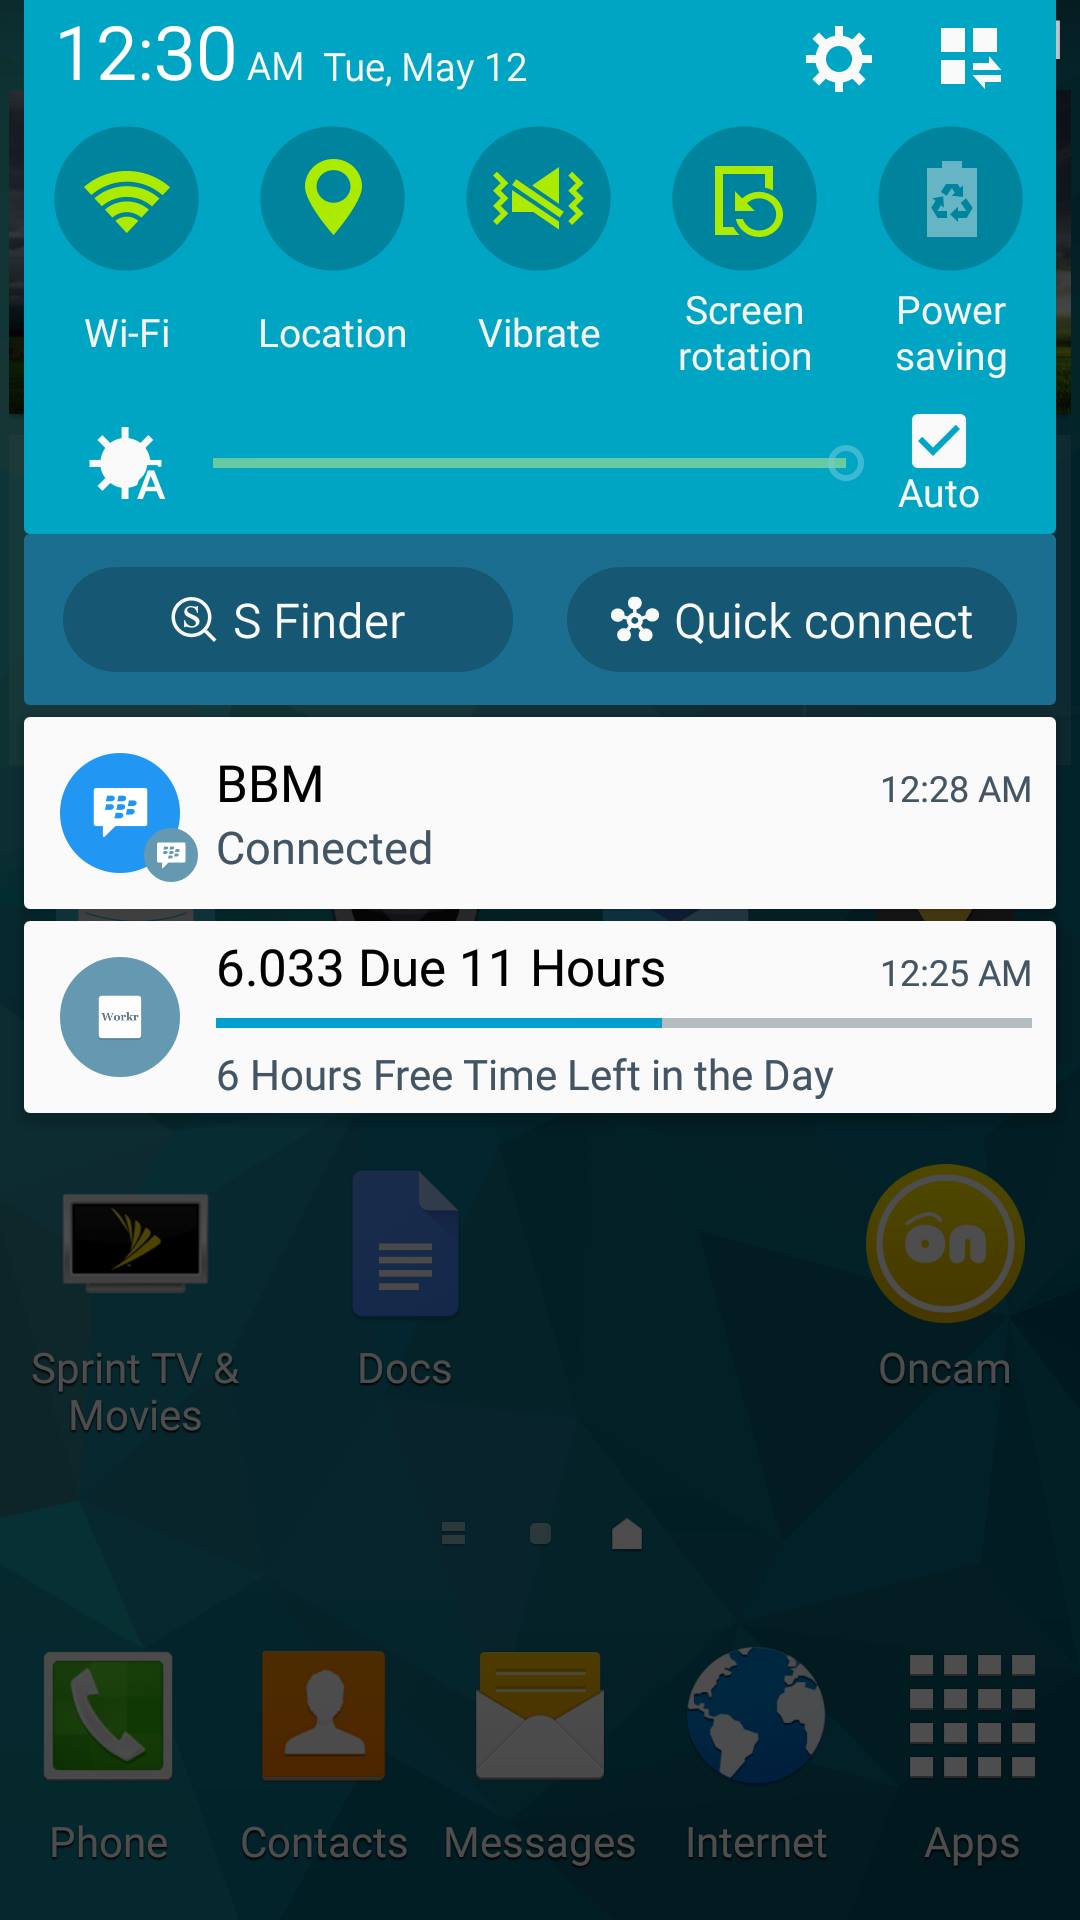 12:30 AM Tue, May 12
Wi-Fi
Location
Vibrate
Screen
rotation
Power
saving
A
Auto
S Finder
Quick connect
BBM
12:28 AM
Connected
Workr
6.033 Due 11 Hours
12:25 AM
6 Hours Free Time Left in the Day
on
Sprint TV &
Movies
Docs
Oncam
Phone
Contacts
Messages
Internet
Apps